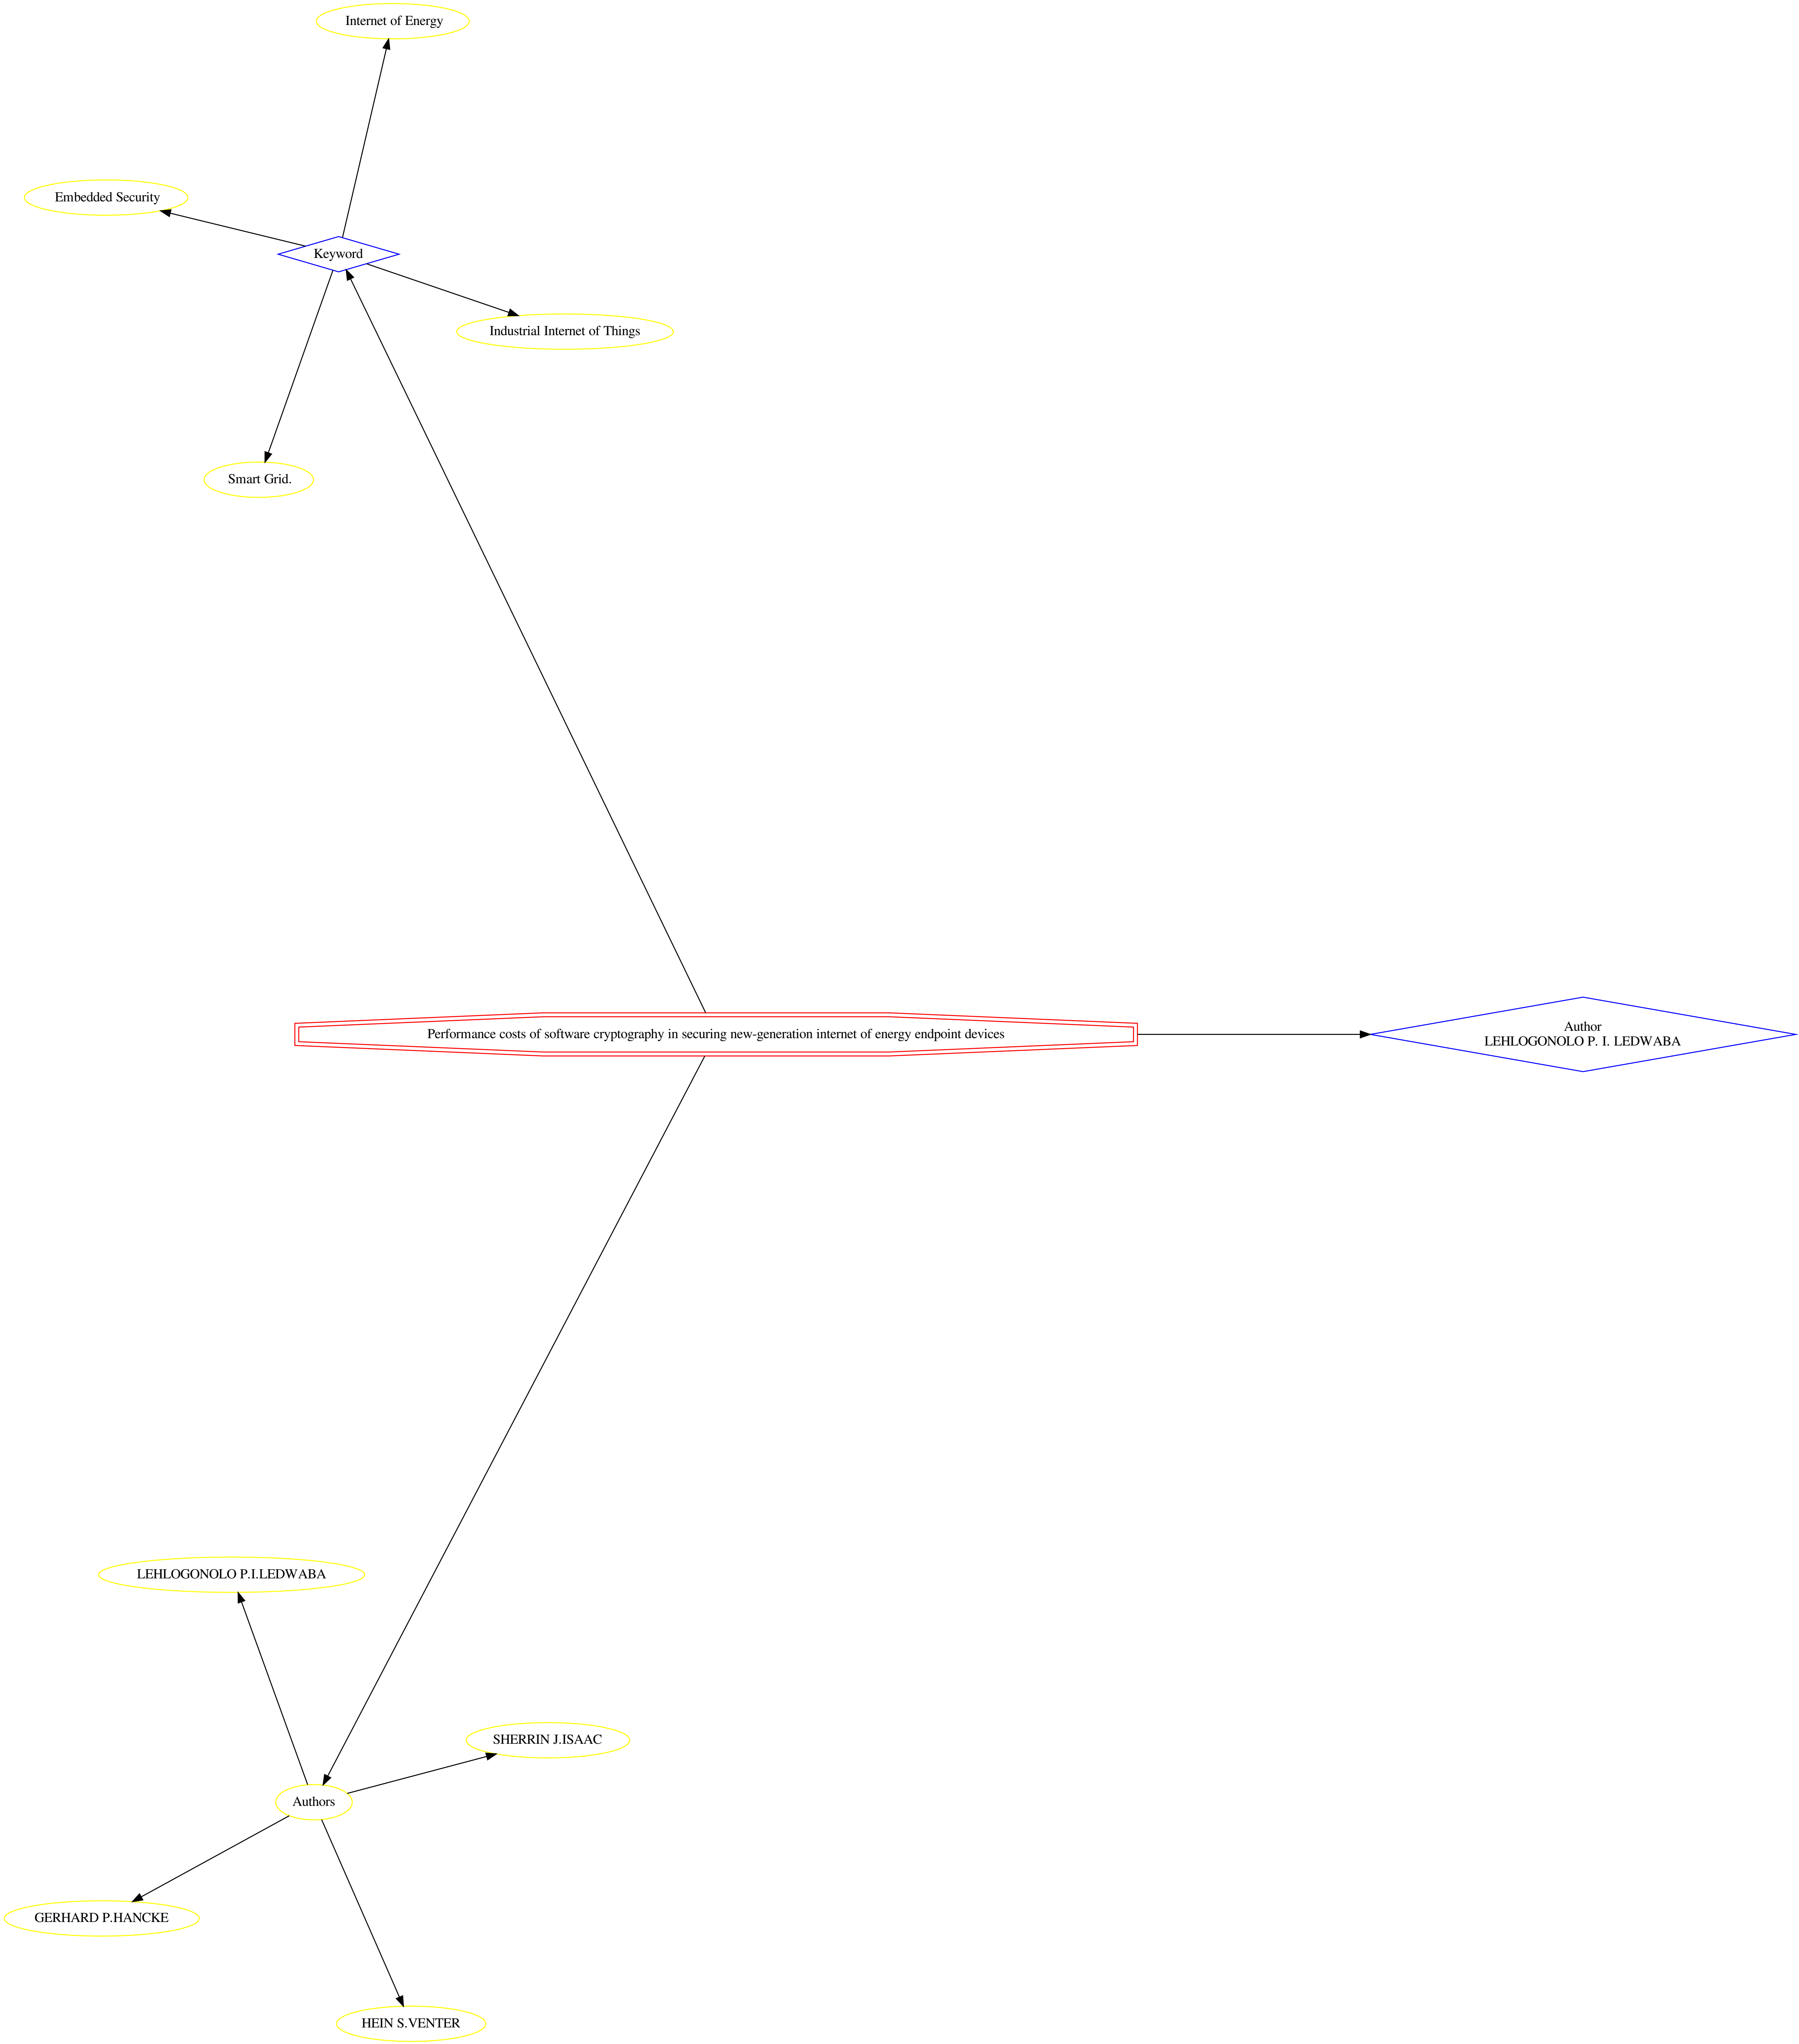 Internet of Energy
Embedded Security
Keyword
Industrial Internet of Things
Smart Grid.
Performance costs of software cryptography in securing new-generation internet of energy endpoint devices
Author
LEHLOGONOLO P. I. LEDWABA
LEHLOGONOLO P.I.LEDWABA
SHERRIN J.ISAAC
Authors
GERHARD P.HANCKE
HEIN S.VENTER